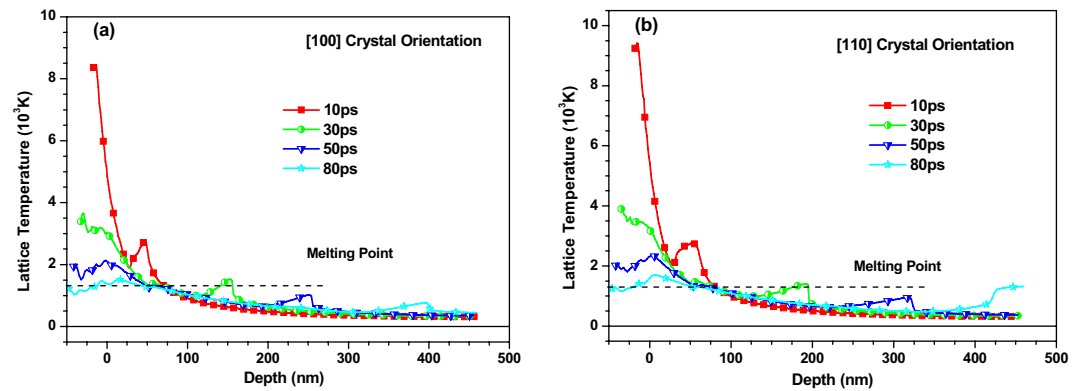 (a)
[100] Crystal Orientation
10ps
30ps
50ps
80ps
Melting Point
Lattice Temperature (10³K)
10
8
6
4
2
0
0 100 200 300 400 500
Depth (nm)
(b)
[110] Crystal Orientation
10ps
30ps
50ps
80ps
Melting Point
Lattice Temperature (10³K)
10
8
6
4
2
0
0 100 200 300 400 500
Depth (nm)